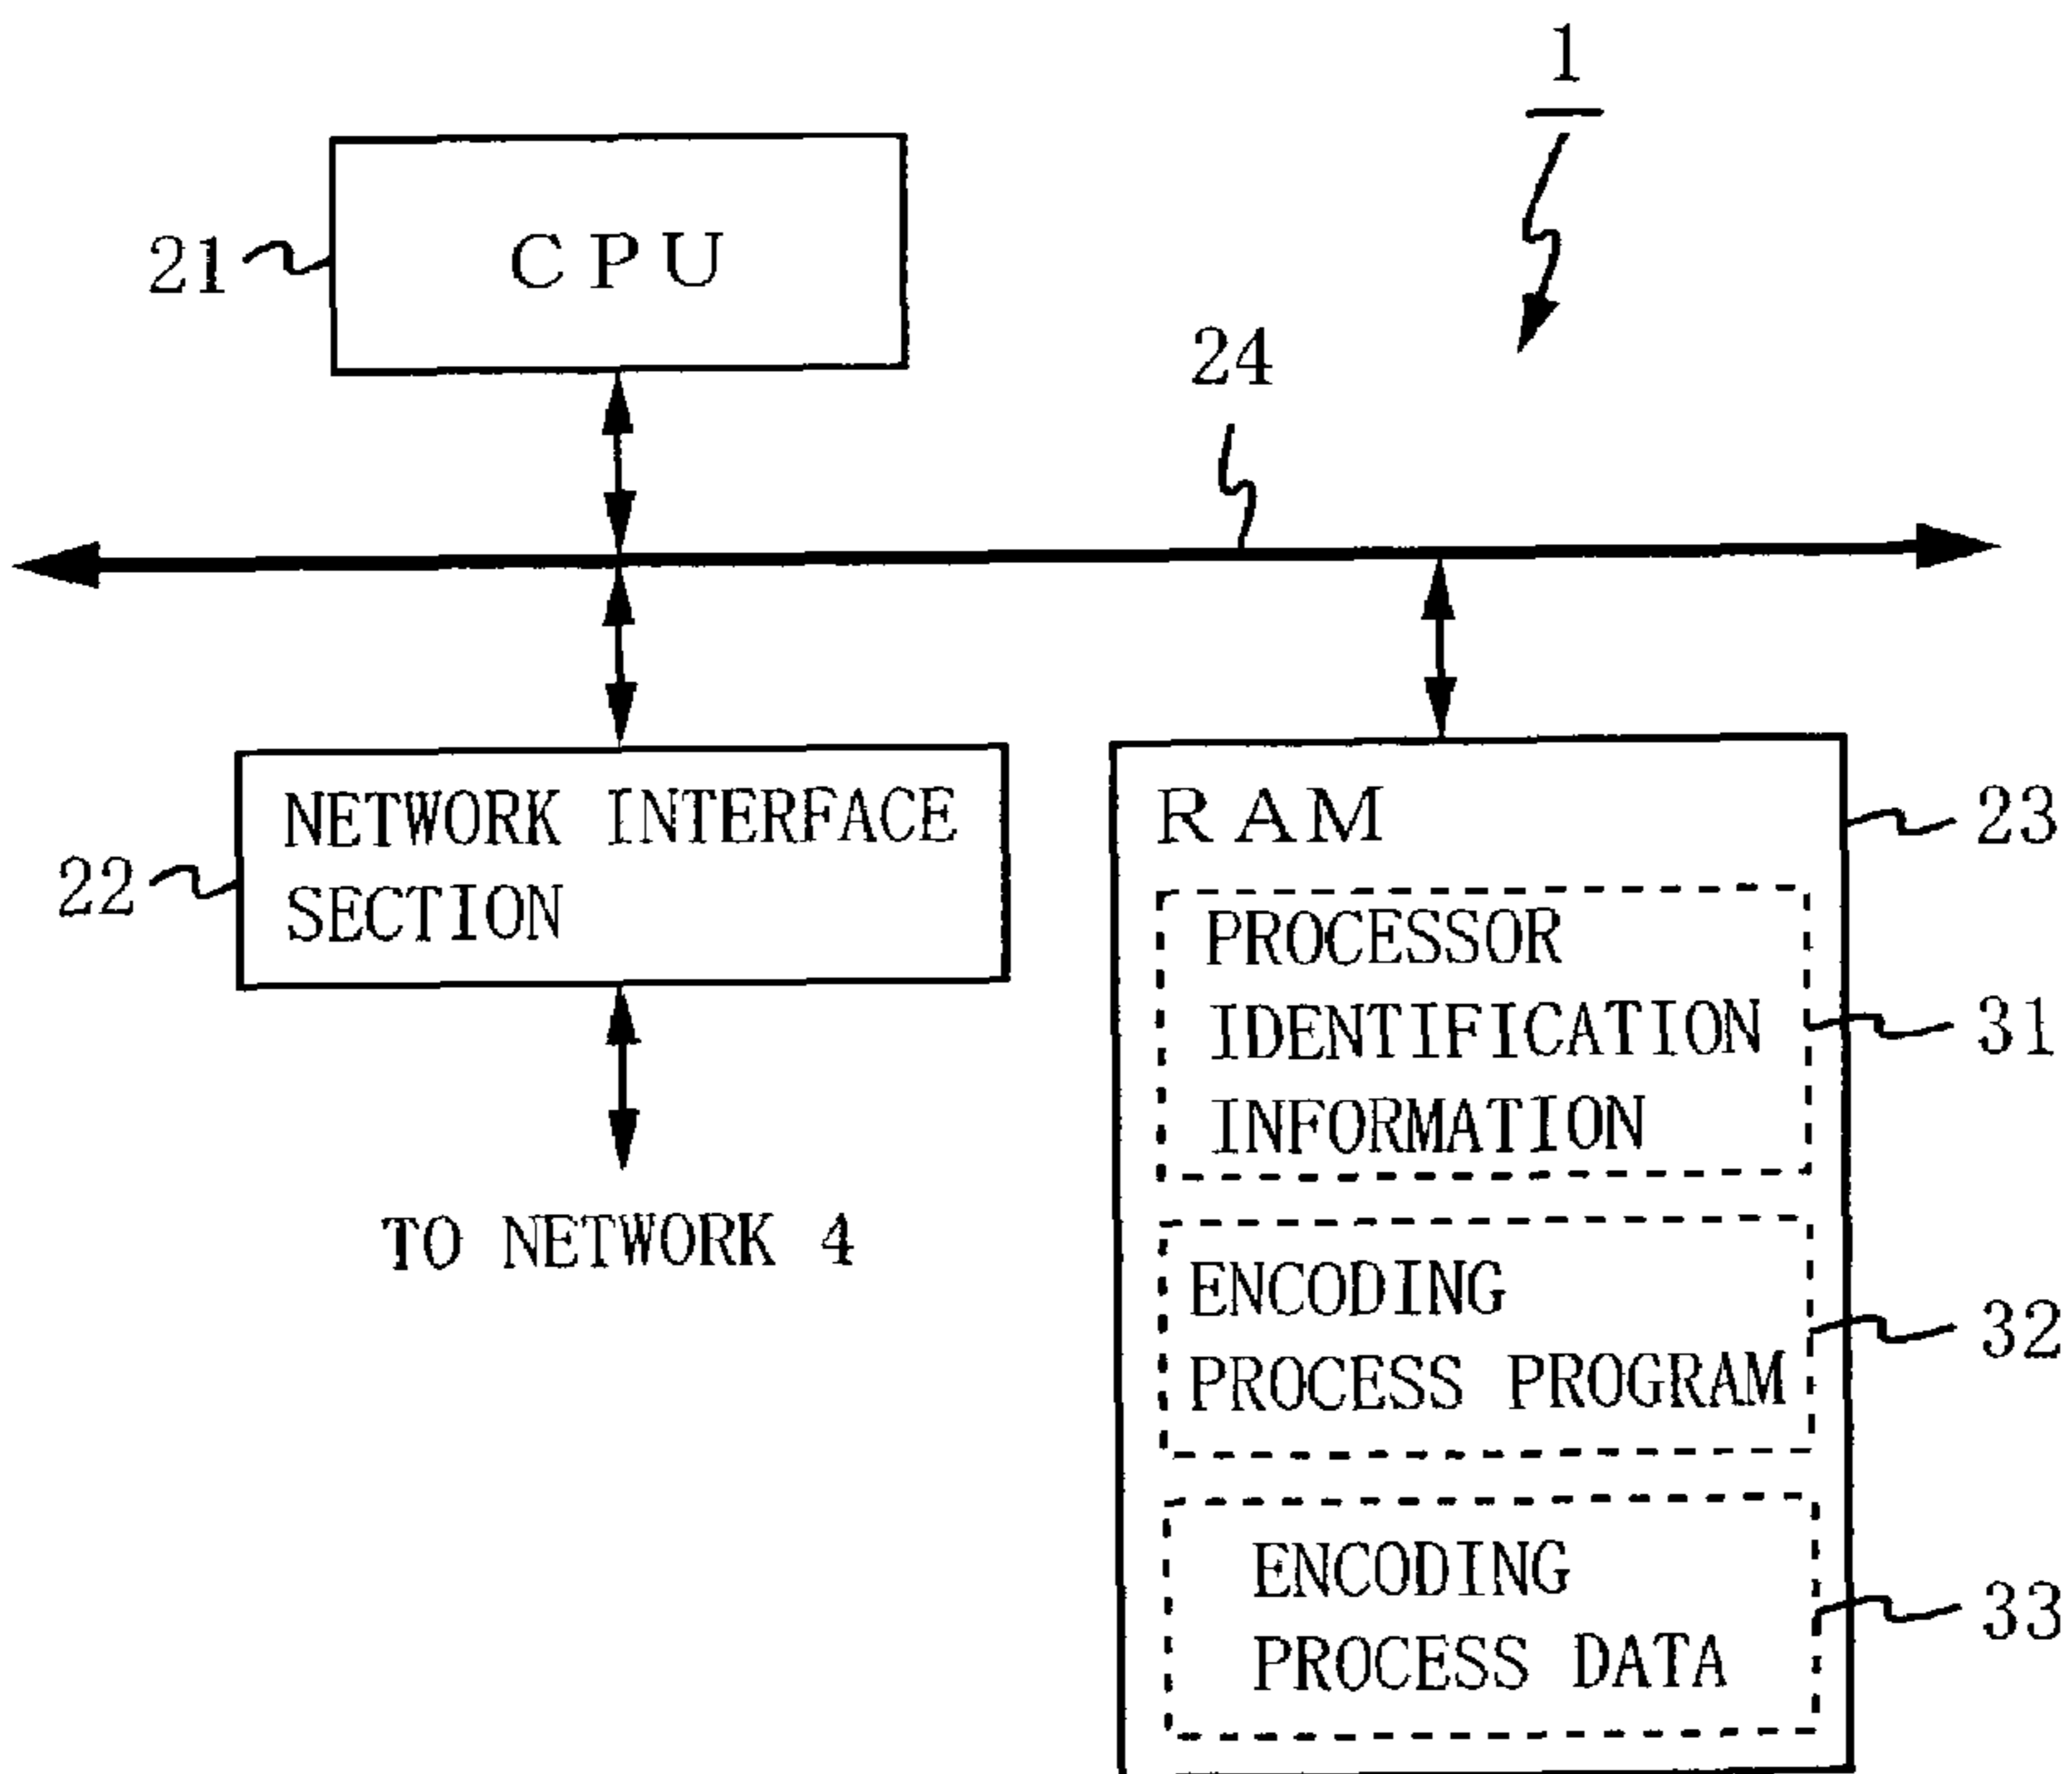 1
21
CPU
24
NETWORK INTERFACE
SECTION
22
TO NETWORK 4
RAM
23
PROCESSOR
IDENTIFICATION
INFORMATION
31
ENCODING
PROCESS PROGRAM
32
ENCODING
PROCESS DATA
33